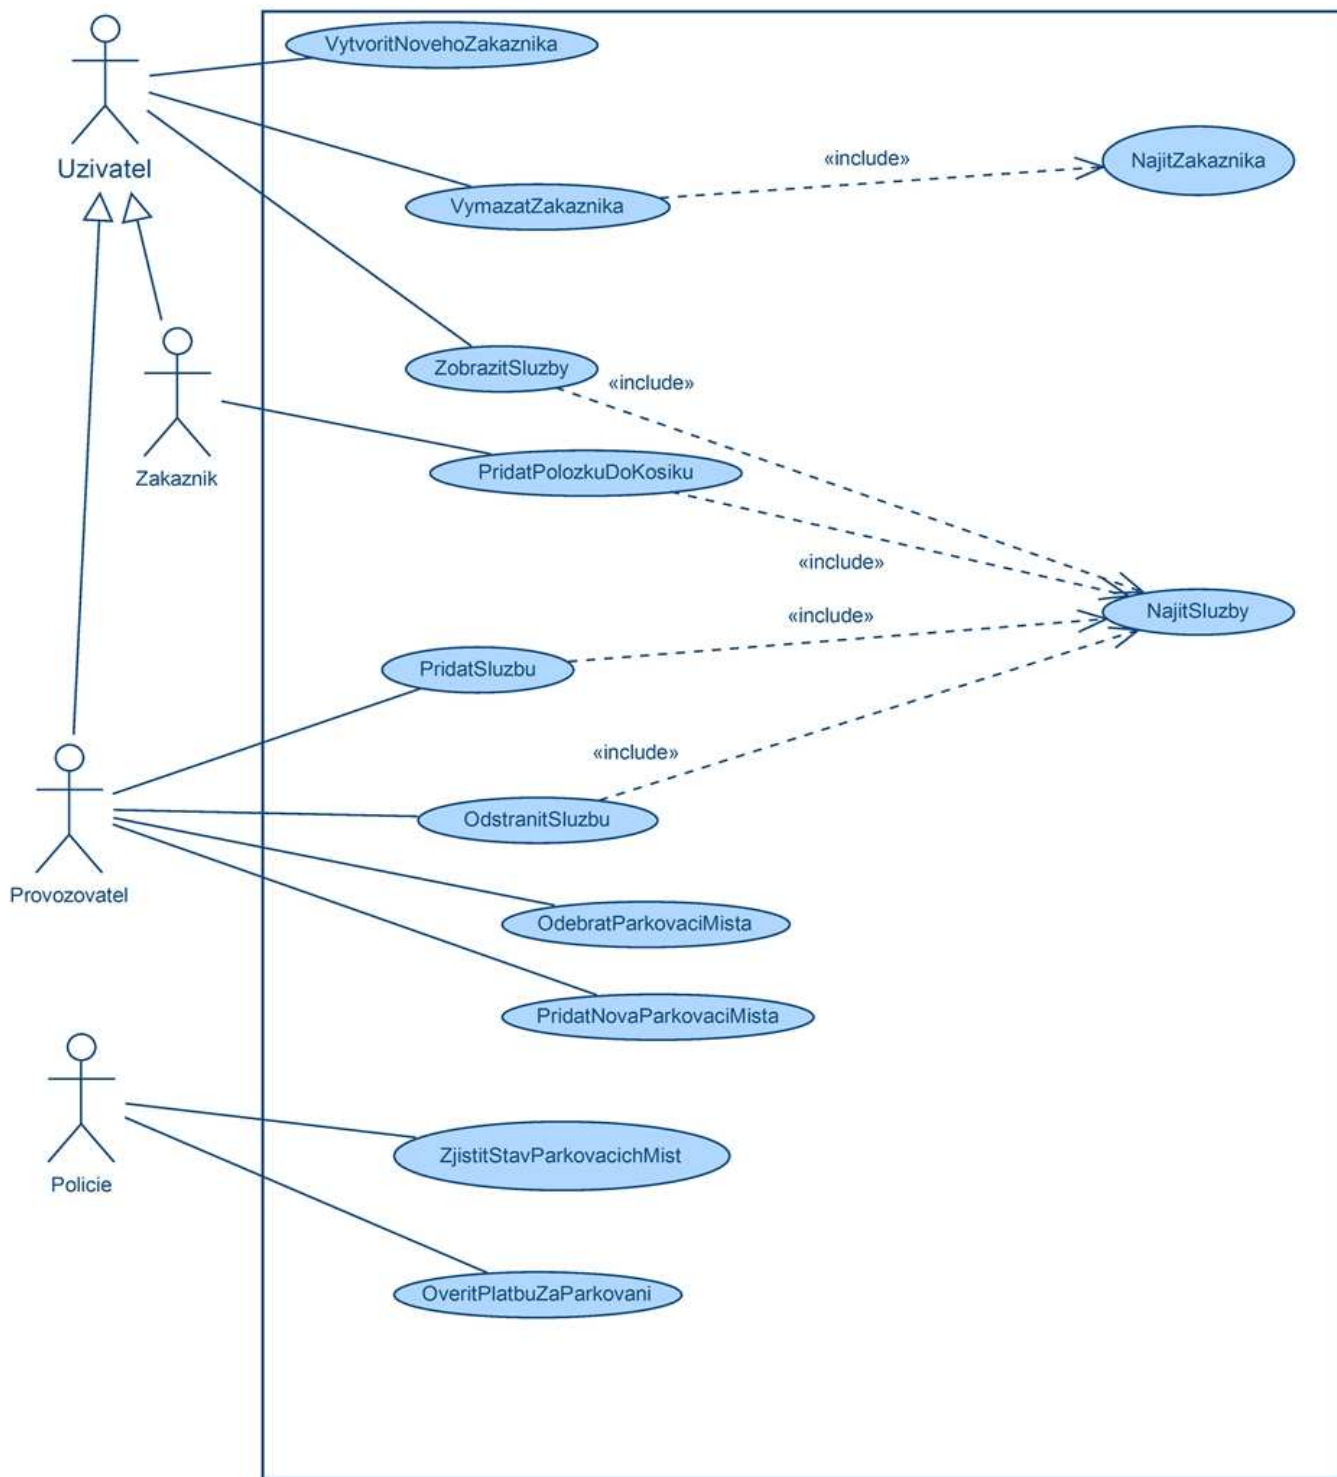 VytvoritNovehoZakaznika
Uzivatel
«include»
NajitZakaznika
VymazatZakaznika
ZobrazitSluzby
«include»
Zakaznik
PridatPolozkuDoKosiku
«include»
NajitSluzby
«include»
PridatSluzbu
«include»
OdstranitSluzbu
Provozovatel
OdebratParkovaciMista
PridatNovaParkovaciMista
ZjistitStavParkovacichMist
Policie
OveritPlatbuZaParkovani